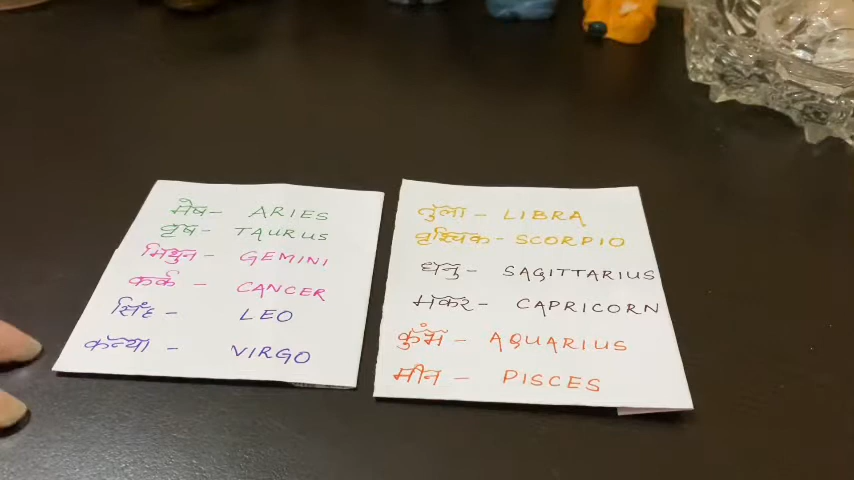 मेष- ARIES
वृष- TAURUS
मिथुन- GEMINI
कर्क - CANCER
सिंह - LEO
कन्या - VIRGO
तुला - LIBRA
वृश्चिक - SCORPIO
धनु- SAGITTARIUS
मकर- CAPRICORN
कुंभ- AQUARIUS
मीन - PISCES